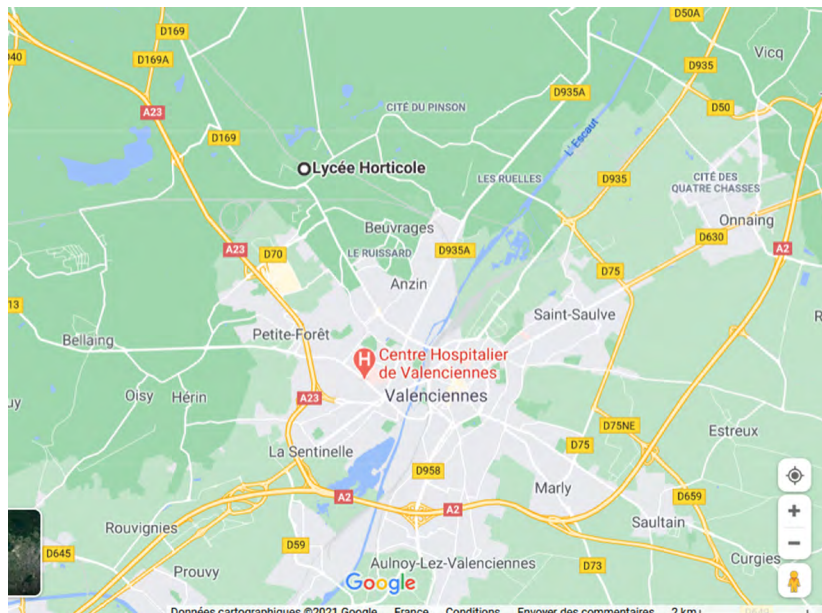 D50A
D169
Vicq
D40
D169A
D935
D935A
A23
CITÉ DU PINSON
D50
D169
L'Escaut
Lycée Horticole
LES RUELLES
D935
CITÉ DES
QUATRE CHASSES
Onnaing
Beuvrages
D630
A23
D70
LE RUISSARD
D935A
A2
D75
Anzin
13
Saint-Saulve
R
Petite-Forêt
Bellaing
Centre Hospitalier
de Valenciennes
Oisy
Hérin
A23
Valenciennes
uy
D75NE
Estreux
D75
La Sentinelle
D958
Marly
A2
A2
D659
Saultain
Rouvignies
D59
D645
Curgies
Aulnoy-Lez-Valenciennes
D73
Prouvy
Google
Données cartographiques ©2021 Google France Conditions Envoyer des commentaires 2 km